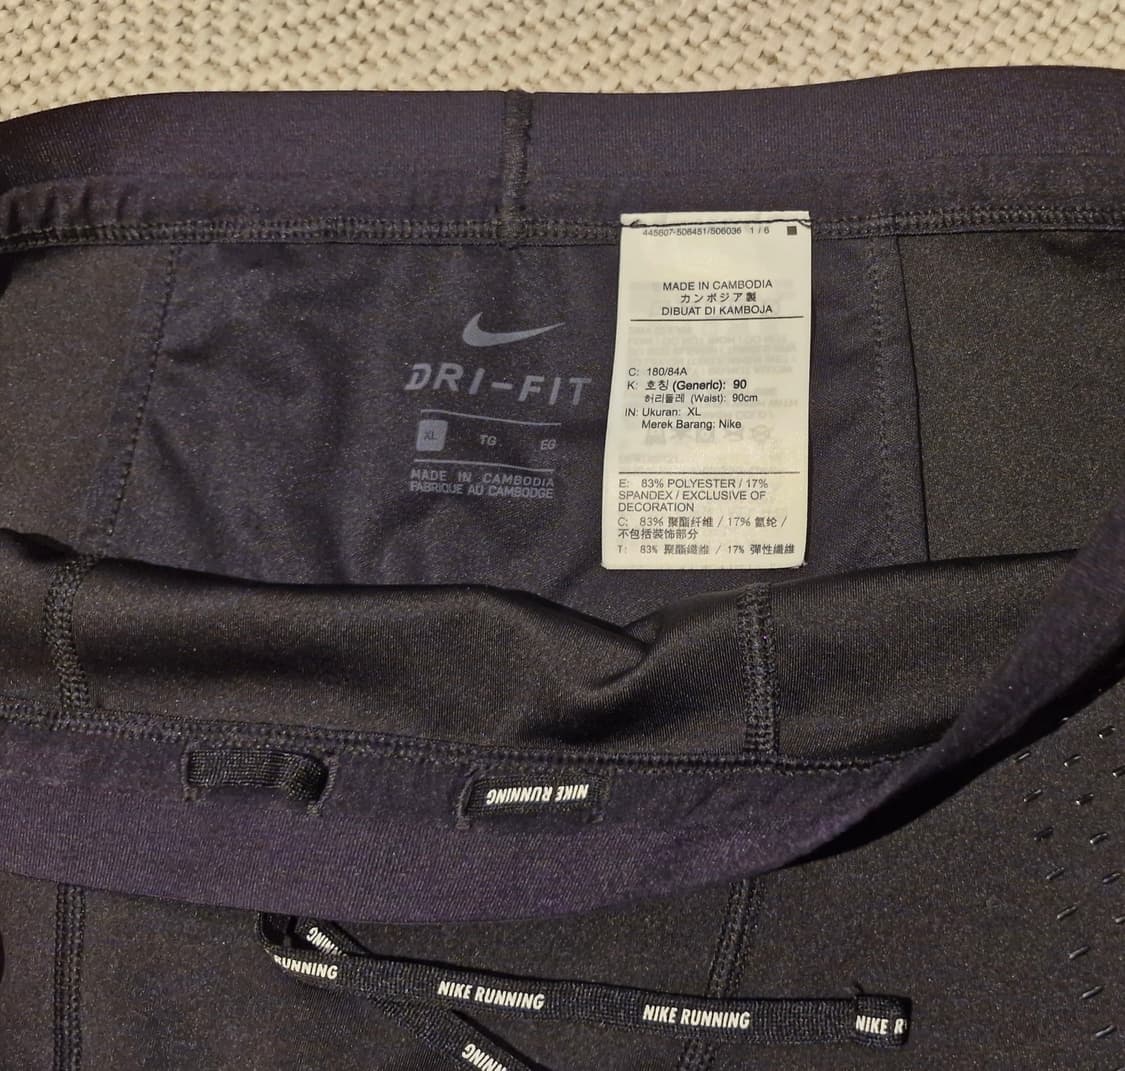 445607-506451/506036 1 / 6
MADE IN CAMBODIA
カンボジア製
DIBUAT DI KAMBOJA
C: 180/84A
K: 호칭 (Generic): 90
허리둘레 (Waist): 90cm
IN: Ukuran: XL
Merek Barang: Nike
E: 83% POLYESTER / 17%
SPANDEX / EXCLUSIVE OF
DECORATION
C: 83% 聚酯纤维 / 17% 氨纶 /
不包括装饰部分
T: 83% 聚酯纖維 / 17% 彈性纖維
DRI-FIT
XL TG EG
MADE IN CAMBODIA
FABRIQUÉ AU CAMBODGE
NIKE RUNNING
NING
RUNNING
NIKE RUNNING
NIKE RUNNING
NIKE R